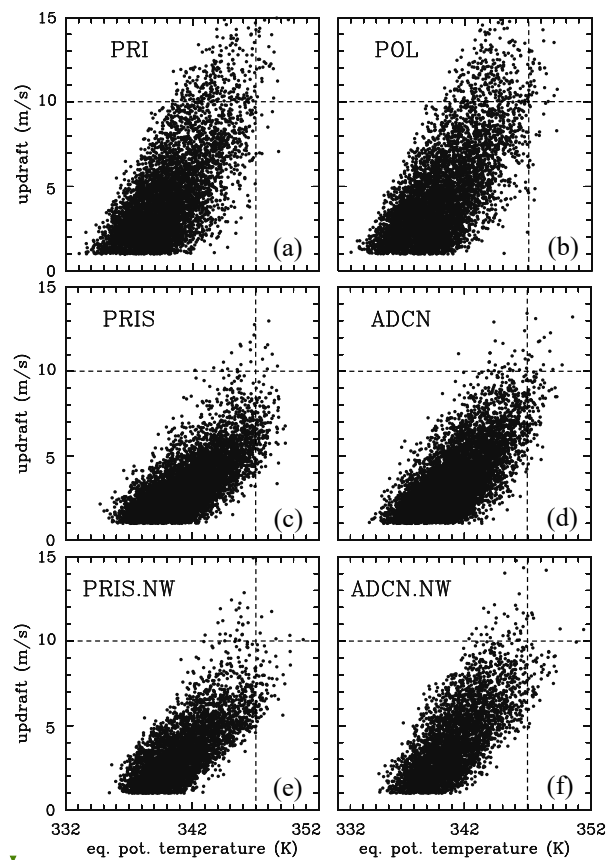 15
PRI
POL
10
updraft (m/s)
5
(a)
(b)
0
15
PRIS
ADCN
10
updraft (m/s)
5
(c)
(d)
0
15
PRIS.NW
ADCN.NW
10
updraft (m/s)
5
(e)
(f)
0
332 342 352 332 342 352
eq. pot. temperature (K) eq. pot. temperature (K)